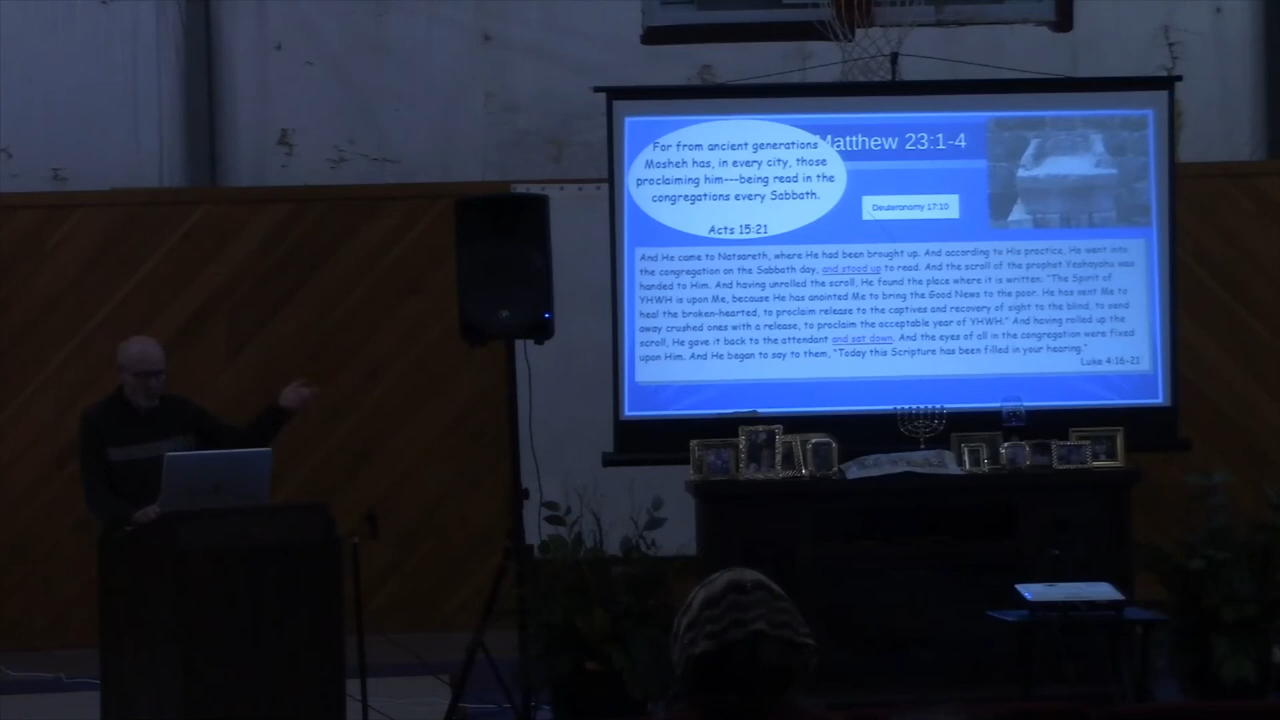 For from ancient generations
Mosheh has, in every city, those
proclaiming him---being read in the
congregations every Sabbath.
Acts 15:21
Matthew 23:1-4
Deuteronomy 17:10
And He came to Natsareth, where He had been brought up. And according to His practice, He went into
the congregation on the Sabbath day, and stood up to read. And the scroll of the prophet Yeshayahu was
handed to Him. And having unrolled the scroll, He found the place where it is written: "The Spirit of
YHWH is upon Me, because He has anointed Me to bring the Good News to the poor. He has sent Me to
heal the broken-hearted, to proclaim release to the captives and recovery of sight to the blind, to send
away crushed ones with a release, to proclaim the acceptable year of YHWH." And having rolled up the
scroll, He gave it back to the attendant and sat down. And the eyes of all in the congregation were fixed
upon Him. And He began to say to them, "Today this Scripture has been filled in your hearing."
Luke 4:16-21